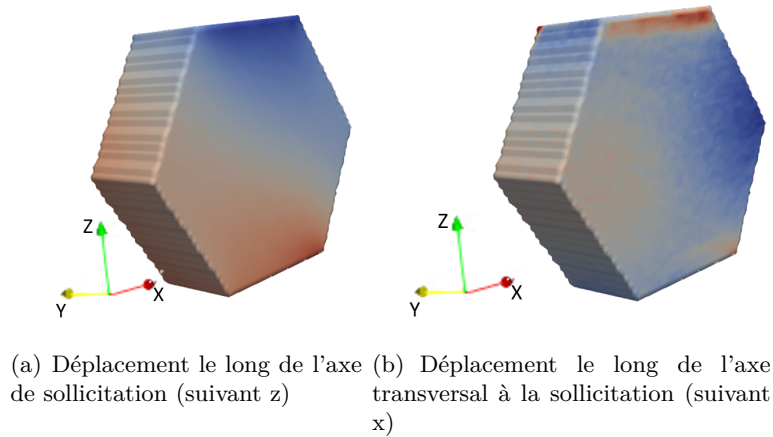 Z
Y
X
Z
Y
X
(a) Déplacement le long de l'axe de sollicitation (suivant z)
(b) Déplacement le long de l'axe transversal à la sollicitation (suivant x)